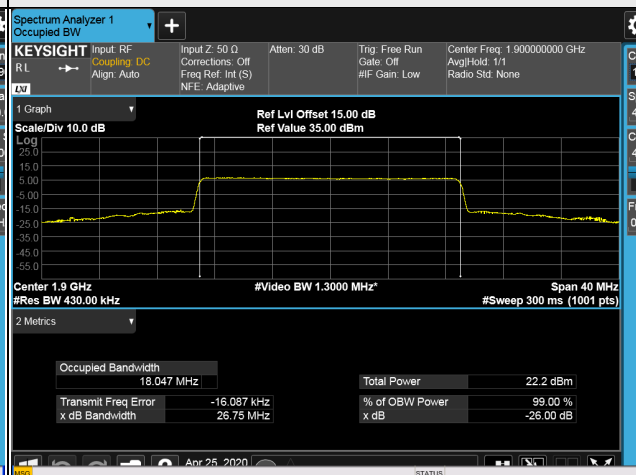 Spectrum Analyzer 1
Occupied BW
KEYSIGHT
RL
LXI
Input: RF
Coupling: DC
Align: Auto
Input Z: 50 Ω
Corrections: Off
Freq Ref: Int (S)
NFE: Adaptive
Atten: 30 dB
Trig: Free Run
Gate: Off
#IF Gain: Low
Center Freq: 1.900000000 GHz
Avg|Hold: 1/1
Radio Std: None
1 Graph
Scale/Div 10.0 dB
Ref Lvl Offset 15.00 dB
Ref Value 35.00 dBm
Log
25.0
15.0
5.00
-5.00
-15.0
-25.0
-35.0
-45.0
-55.0
Center 1.9 GHz
#Video BW 1.3000 MHz*
Span 40 MHz
#Res BW 430.00 kHz
#Sweep 300 ms (1001 pts)
2 Metrics
Occupied Bandwidth
18.047 MHz
Total Power 22.2 dBm
Transmit Freq Error -16.087 kHz
% of OBW Power 99.00 %
x dB Bandwidth 26.75 MHz
x dB -26.00 dB
Apr 25, 2020
MSG
STATUS